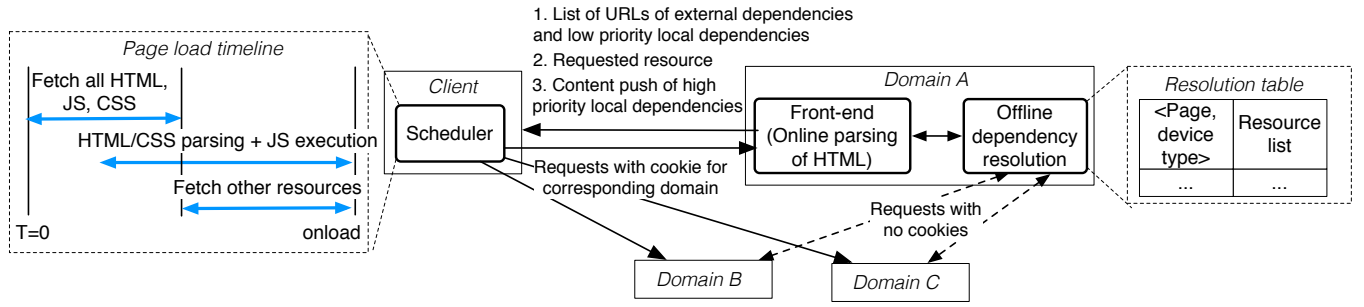 Page load timeline
Fetch all HTML,
JS, CSS
HTML/CSS parsing + JS execution
Fetch other resources
T=0
onload
Client
Scheduler
1. List of URLs of external dependencies
and low priority local dependencies
2. Requested resource
3. Content push of high
priority local dependencies
Requests with cookie for
corresponding domain
Domain A
Front-end
(Online parsing
of HTML)
Offline
dependency
resolution
Requests with
no cookies
Domain B
Domain C
Resolution table
<Page,
device
type>
Resource
list
...
...